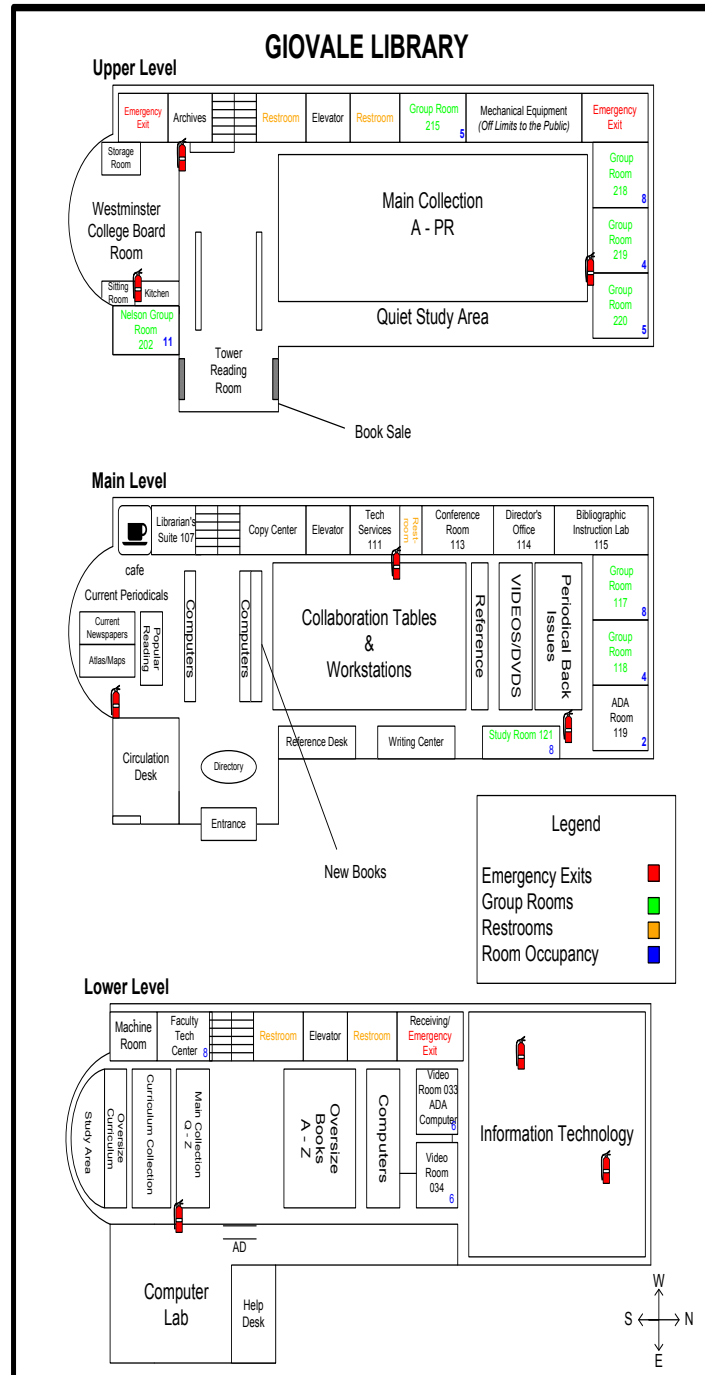 GIOVALE LIBRARY
Upper Level
Emergency
Exit
Archives
Restroom
Elevator
Restroom
Group Room
215
5
Mechanical Equipment
(Off Limits to the Public)
Emergency
Exit
Storage
Room
Westminster
College Board
Room
Sitting
Room
Kitchen
Nelson Group
Room
202
11
Main Collection
A - PR
Quiet Study Area
Group
Room
218
8
Group
Room
219
4
Group
Room
220
5
Tower
Reading
Room
Book Sale
Main Level
cafe
Librarian's
Suite 107
Copy Center
Elevator
Tech
Services
111
Rest-
room
Conference
Room
113
Director's
Office
114
Bibliographic
Instruction Lab
115
Current Periodicals
Current
Newspapers
Atlas/Maps
Popular
Reading
Computers
Computers
Collaboration Tables
&
Workstations
Reference
VIDEOS/DVDS
Periodical Back
Issues
Group
Room
117
8
Group
Room
118
4
ADA
Room
119
2
Circulation
Desk
Directory
Reference Desk
Writing Center
Study Room 121
8
Entrance
New Books
Legend
Emergency Exits
Group Rooms
Restrooms
Room Occupancy
Lower Level
Machine
Room
Faculty
Tech
Center
8
Restroom
Elevator
Restroom
Receiving/
Emergency
Exit
Study Area
Oversize
Curriculum
Curriculum Collection
Main Collection
Q - Z
Oversize
Books
A - Z
Computers
Video
Room 033
ADA
Computer
6
Video
Room
034
6
Information Technology
AD
Computer
Lab
Help
Desk
W
S
N
E